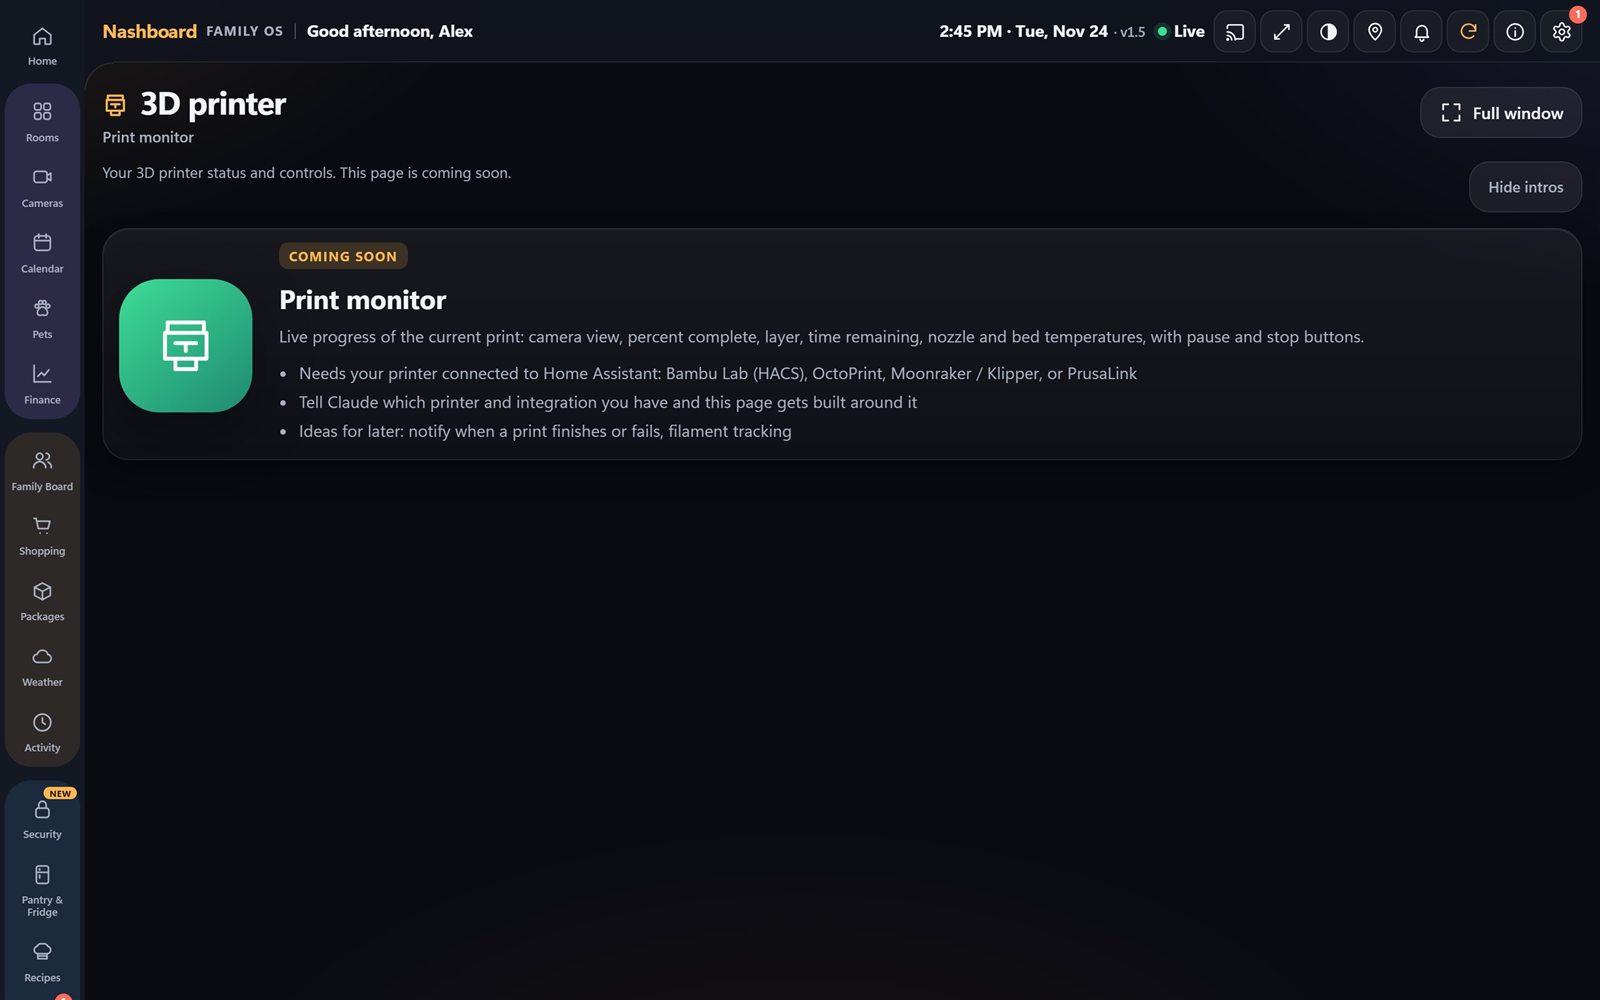 Nashboard FAMILY OS Good afternoon, Alex
2:45 PM · Tue, Nov 24 · v1.5 Live
1
Home
Rooms
Cameras
Calendar
Pets
Finance
Family Board
Shopping
Packages
Weather
Activity
NEW
Security
Pantry &
Fridge
Recipes
3D printer
Print monitor
Your 3D printer status and controls. This page is coming soon.
Full window
Hide intros
COMING SOON
Print monitor
Live progress of the current print: camera view, percent complete, layer, time remaining, nozzle and bed temperatures, with pause and stop buttons.
• Needs your printer connected to Home Assistant: Bambu Lab (HACS), OctoPrint, Moonraker / Klipper, or PrusaLink
• Tell Claude which printer and integration you have and this page gets built around it
• Ideas for later: notify when a print finishes or fails, filament tracking